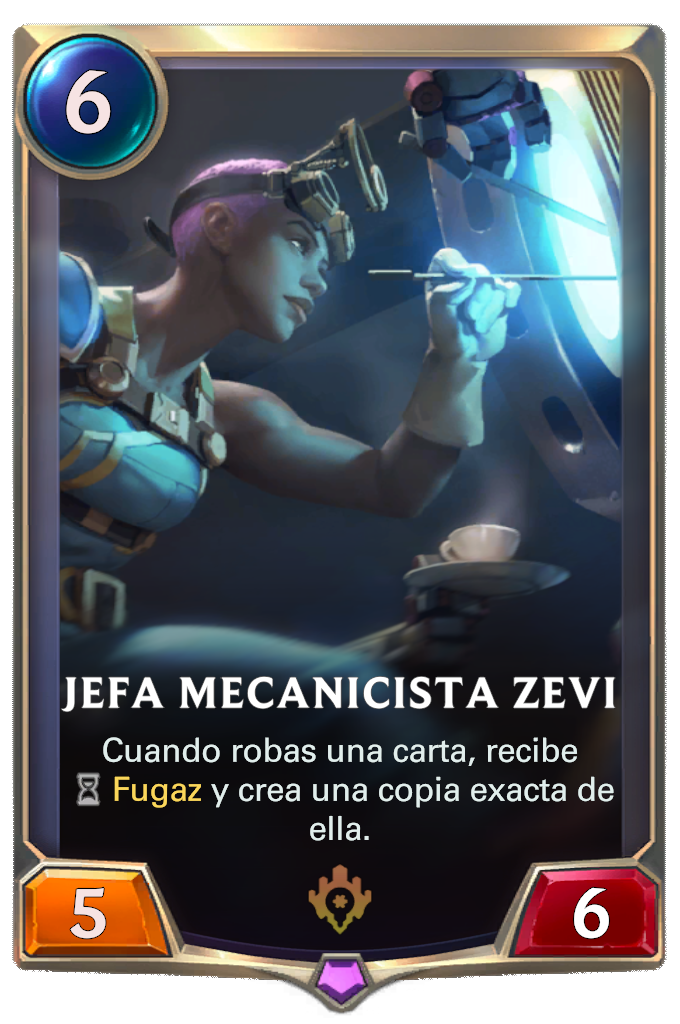 6
JEFA MECANICISTA ZEVI
Cuando robas una carta, recibe
Fugaz y crea una copia exacta de
ella.
5
6